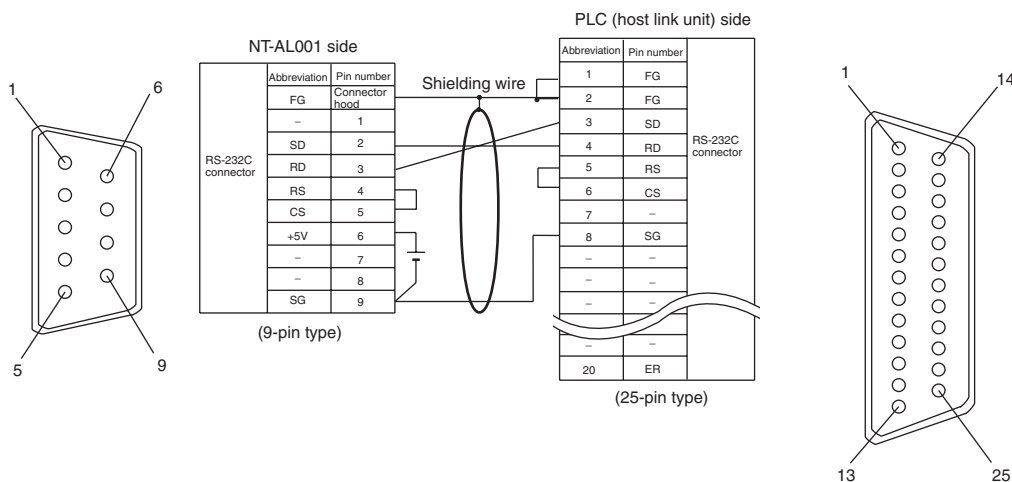 PLC (host link unit) side
NT-AL001 side
1
6
5
9
Abbreviation Pin number
FG Connector hood
– 1
SD 2
RD 3
RS 4
CS 5
+5V 6
– 7
– 8
SG 9
RS-232C
connector
(9-pin type)
Shielding wire
Abbreviation Pin number
1 FG
2 FG
3 SD
4 RD
5 RS
6 CS
7 –
8 SG
– –
– –
– –
– –
20 ER
RS-232C
connector
(25-pin type)
1
14
13
25